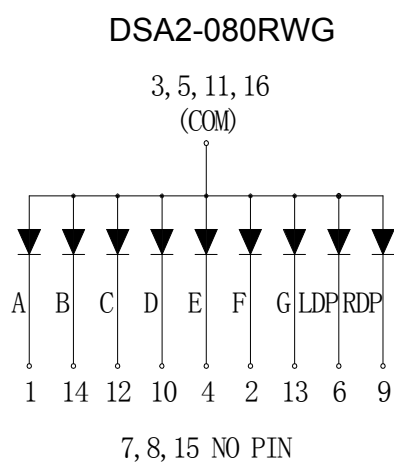 DSA2-080RWG
3, 5, 11, 16
(COM)
A B C D E F G LDP RDP
1 14 12 10 4 2 13 6 9
7, 8, 15 NO PIN